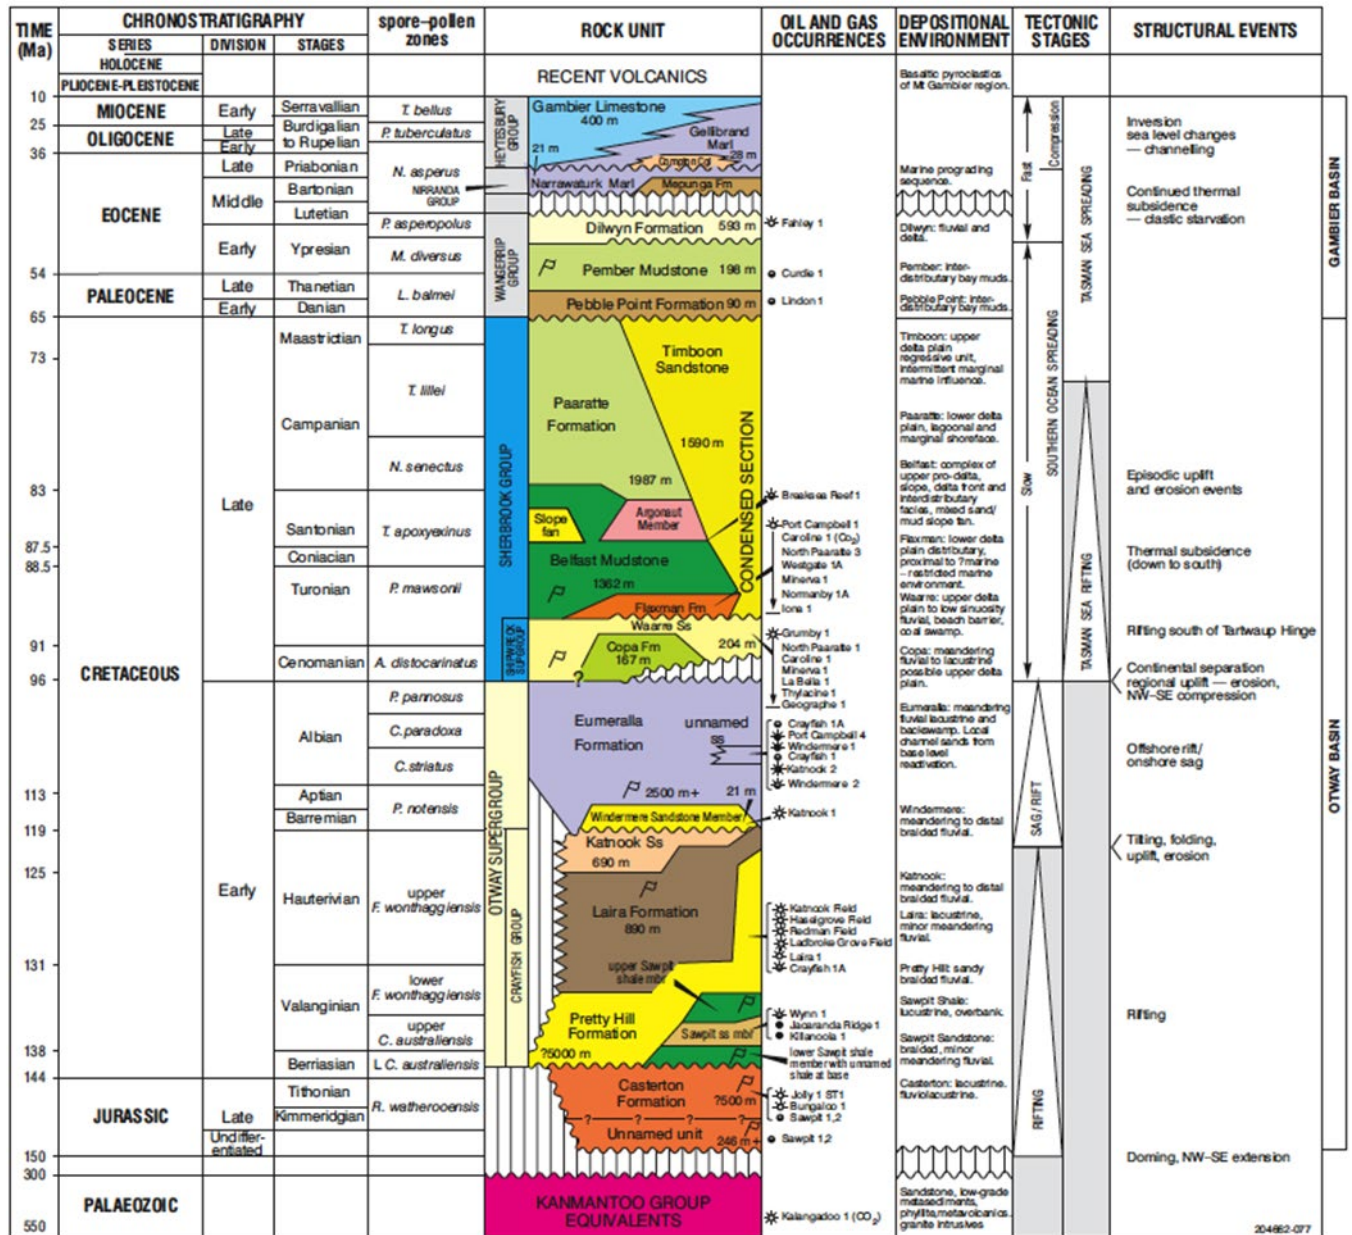 TIME
(Ma)
CHRONOSTRATIGRAPHY
SERIES
DIVISION
STAGES
spore–pollen
zones
ROCK UNIT
OIL AND GAS
OCCURRENCES
DEPOSITIONAL
ENVIRONMENT
TECTONIC
STAGES
STRUCTURAL EVENTS
10
25
36
54
65
73
83
87.5
88.5
91
96
113
119
125
131
138
144
150
300
550
HOLOCENE
PLIOCENE-PLEISTOCENE
MIOCENE
OLIGOCENE
EOCENE
PALEOCENE
CRETACEOUS
JURASSIC
PALAEOZOIC
Early
Late
Early
Late
Middle
Early
Late
Early
Late
Early
Late
Undiffer-
entiated
Serravallian
Burdigalian
to Rupelian
Priabonian
Bartonian
Lutetian
Ypresian
Thanetian
Danian
Maastrictian
Campanian
Santonian
Coniacian
Turonian
Cenomanian
Albian
Aptian
Barremian
Hauterivian
Valanginian
Berriasian
Tithonian
Kimmeridgian
T. bellus
P. tuberculatus
N. asperus
NIRRANDA
GROUP
P. asperopolus
M. diversus
L. balmei
T. longus
T. lillei
N. senectus
T. apoxyexinus
P. mawsonii
A. distocarinatus
P. pannosus
C.paradoxa
C.striatus
P. notensis
upper
F. wonthaggiensis
lower
F. wonthaggiensis
upper
C. australiensis
L C. australiensis
R. watherooensis
HEYTESBURY
GROUP
WANGERRIP
GROUP
SHERBROOK GROUP
SHIPWRECK
SUPGROUP
OTWAY SUPERGROUP
CRAYFISH GROUP
RECENT VOLCANICS
Gambier Limestone
400 m
Gellibrand
Marl
21 m
28 m
Compton Cgl
Narrawaturk Marl
Mepunga Fm
Dilwyn Formation 593 m
Pember Mudstone 198 m
Pebble Point Formation 90 m
Timboon
Sandstone
Paaratte
Formation
1590 m
1987 m
CONDENSED SECTION
Slope
fan
Argonaut
Member
Belfast Mudstone
1362 m
Flaxman Fm
Waarre Ss
Copa Fm
167 m
204 m
?
Eumeralla
Formation
unnamed
SS
2500 m+
21 m
Windermere Sandstone Member
Katnook Ss
690 m
Laira Formation
890 m
upper Sawpit
shale mbr
Pretty Hill
Formation
?5000 m
Sawpit ss mbr
lower Sawpit shale
member with unnamed
shale at base
Casterton
Formation
?500 m
? ? ? ?
Unnamed unit
246 m+
KANMANTOO GROUP
EQUIVALENTS
Fahley 1
Curdie 1
Lindon 1
Breaksea Reef 1
Port Campbell 1
Caroline 1 (Co2)
North Paaratte 3
Westgate 1A
Minerva 1
Normanby 1A
Iona 1
Grumby 1
North Paaratte 1
Caroline 1
Minerva 1
La Bella 1
Thylacine 1
Geographe 1
Crayfish 1A
Port Campbell 4
Windermere 1
Crayfish 1
Katnook 2
Windermere 2
Katnook 1
Katnook Field
Haselgrove Field
Redman Field
Ladbroke Grove Field
Laira 1
Crayfish 1A
Wynn 1
Jacaranda Ridge 1
Killanoola 1
Jolly 1 ST1
Bungaloo 1
Sawpit 1,2
Sawpit 1,2
Kalangadoo 1 (CO2)
Basaltic pyroclastics
of Mt Gambier region.
Marine prograding
sequence.
Dilwyn: fluvial and
delta.
Pember: inter-
distributary bay muds.
Pebble Point: inter-
distributary bay muds.
Timboon: upper
delta plain
regressive unit,
intermittent marginal
marine influence.
Paaratte: lower delta
plain, lagoonal and
marginal shoreface.
Belfast: complex of
upper pro-delta,
slope, delta front and
interdistributary
facies, mixed sand/
mud slope fan.
Flaxman: lower delta
plain distributary,
proximal to ?marine
– restricted marine
environment.
Waarre: upper delta
plain to low sinuosity
fluvial, beach barrier,
coal swamp.
Copa: meandering
fluvial to lacustrine
possible upper delta
plain.
Eumeralla: meandering
fluvial lacustrine and
backswamp. Local
channel sands from
base level
reactivation.
Windermere:
meandering to distal
braided fluvial.
Katnook:
meandering to distal
braided fluvial.
Laira: lacustrine,
minor meandering
fluvial.
Pretty Hill: sandy
braided fluvial.
Sawpit Shale:
lucustrine, overbank.
Sawpit Sandstone:
braided, minor
meandering fluvial.
Casterton: lacustrine.
fluviolacustrine.
Sandstone, low-grade
metasediments,
phyllite,metavolcanics.
granite intrusives
Fast
Compression
Slow
SOUTHERN OCEAN SPREADING
TASMAN SEA SPREADING
TASMAN SEA RIFTING
SAG / RIFT
RIFTING
Inversion
sea level changes
— channelling
Continued thermal
subsidence
— clastic starvation
Episodic uplift
and erosion events
Thermal subsidence
(down to south)
Rifting south of Tartwaup Hinge
Continental separation
regional uplift — erosion,
NW–SE compression
Offshore rift/
onshore sag
Tilting, folding,
uplift, erosion
Rifting
Doming, NW–SE extension
GAMBIER BASIN
OTWAY BASIN
204662-077